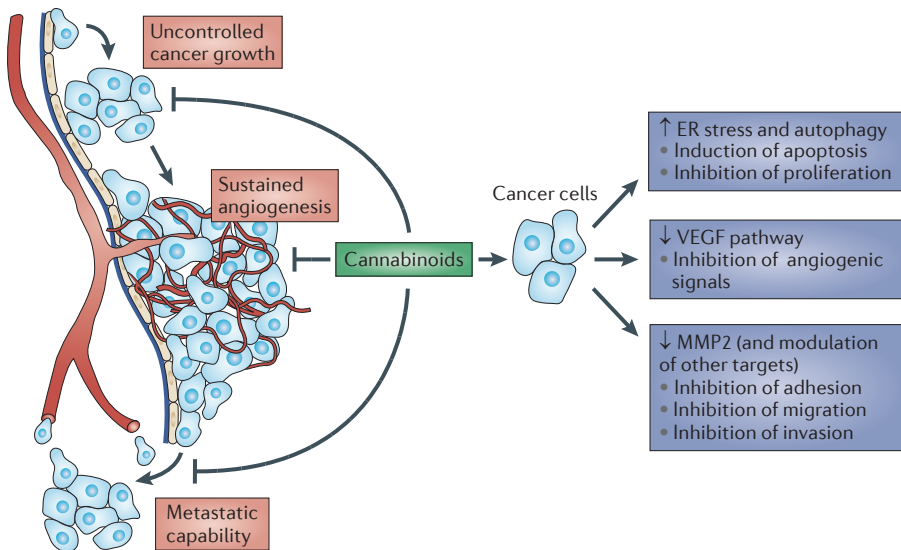 Uncontrolled
cancer growth
Sustained
angiogenesis
Cannabinoids
Metastatic
capability
Cancer cells
↑ ER stress and autophagy
• Induction of apoptosis
• Inhibition of proliferation
↓ VEGF pathway
• Inhibition of angiogenic
signals
↓ MMP2 (and modulation
of other targets)
• Inhibition of adhesion
• Inhibition of migration
• Inhibition of invasion